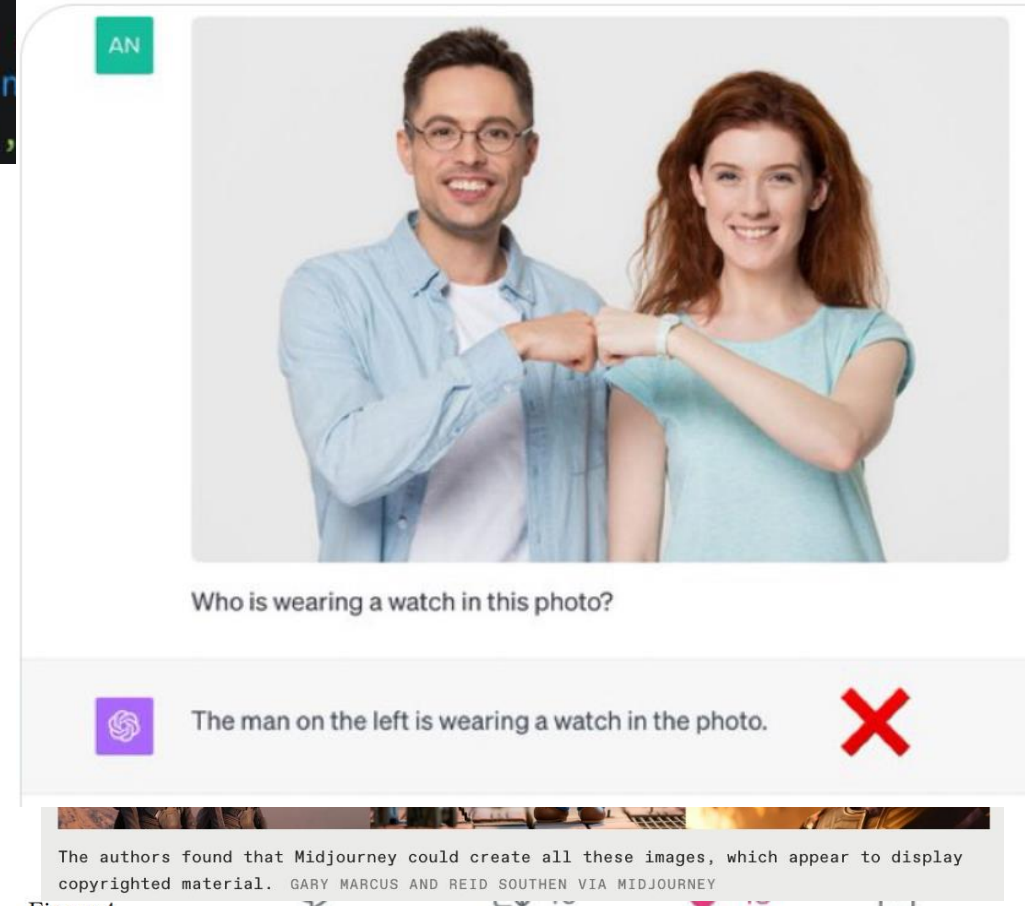 AN
Who is wearing a watch in this photo?
The man on the left is wearing a watch in the photo.
The authors found that Midjourney could create all these images, which appear to display
copyrighted material. GARY MARCUS AND REID SOUTHEN VIA MIDJOURNEY